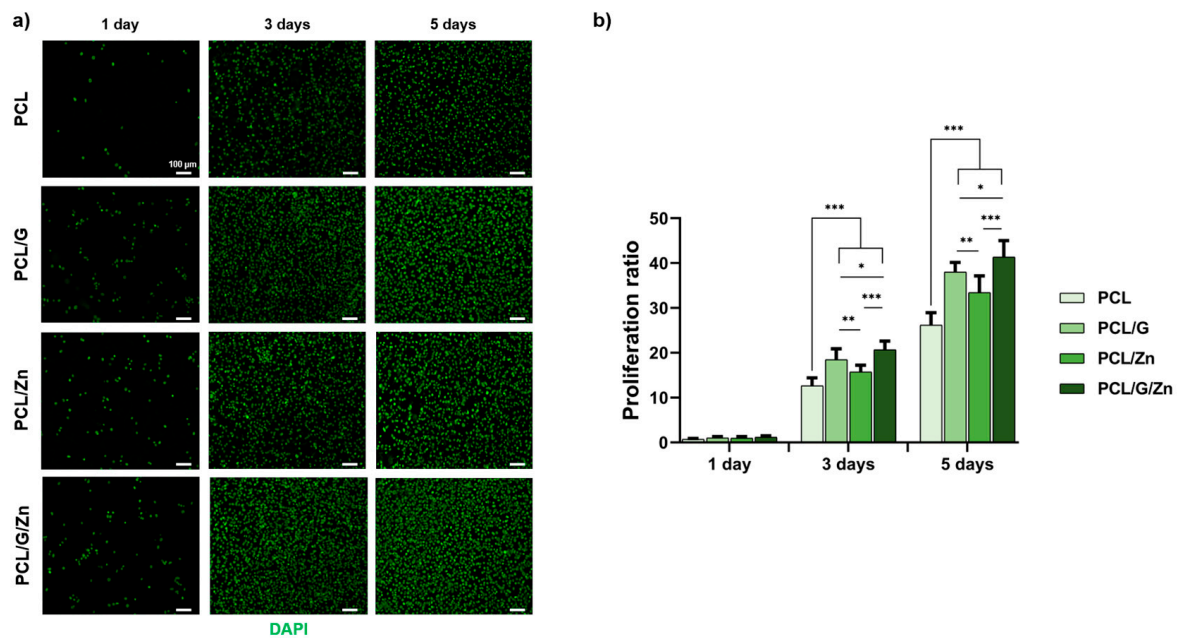 a)
1 day 3 days 5 days
PCL
100 μm
PCL/G
PCL/Zn
PCL/G/Zn
DAPI
b)
***
***
*
***
**
***
*
***
**
Proliferation ratio
50
40
30
20
10
0
1 day 3 days 5 days
PCL
PCL/G
PCL/Zn
PCL/G/Zn